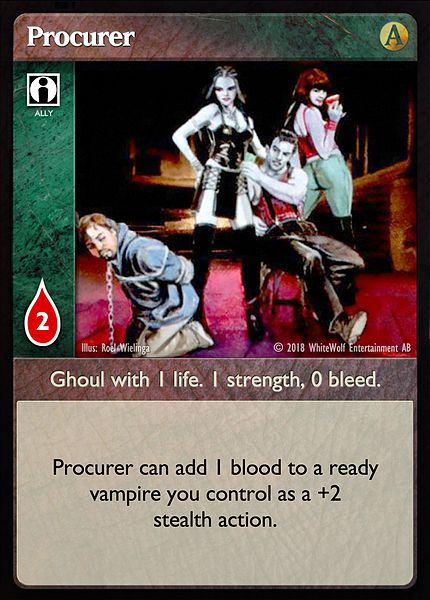 Procurer
A
ALLY
2
Illus: Roël Wielinga
© 2018 WhiteWolf Entertainment AB
Ghoul with 1 life. 1 strength, 0 bleed.
Procurer can add 1 blood to a ready
vampire you control as a +2
stealth action.